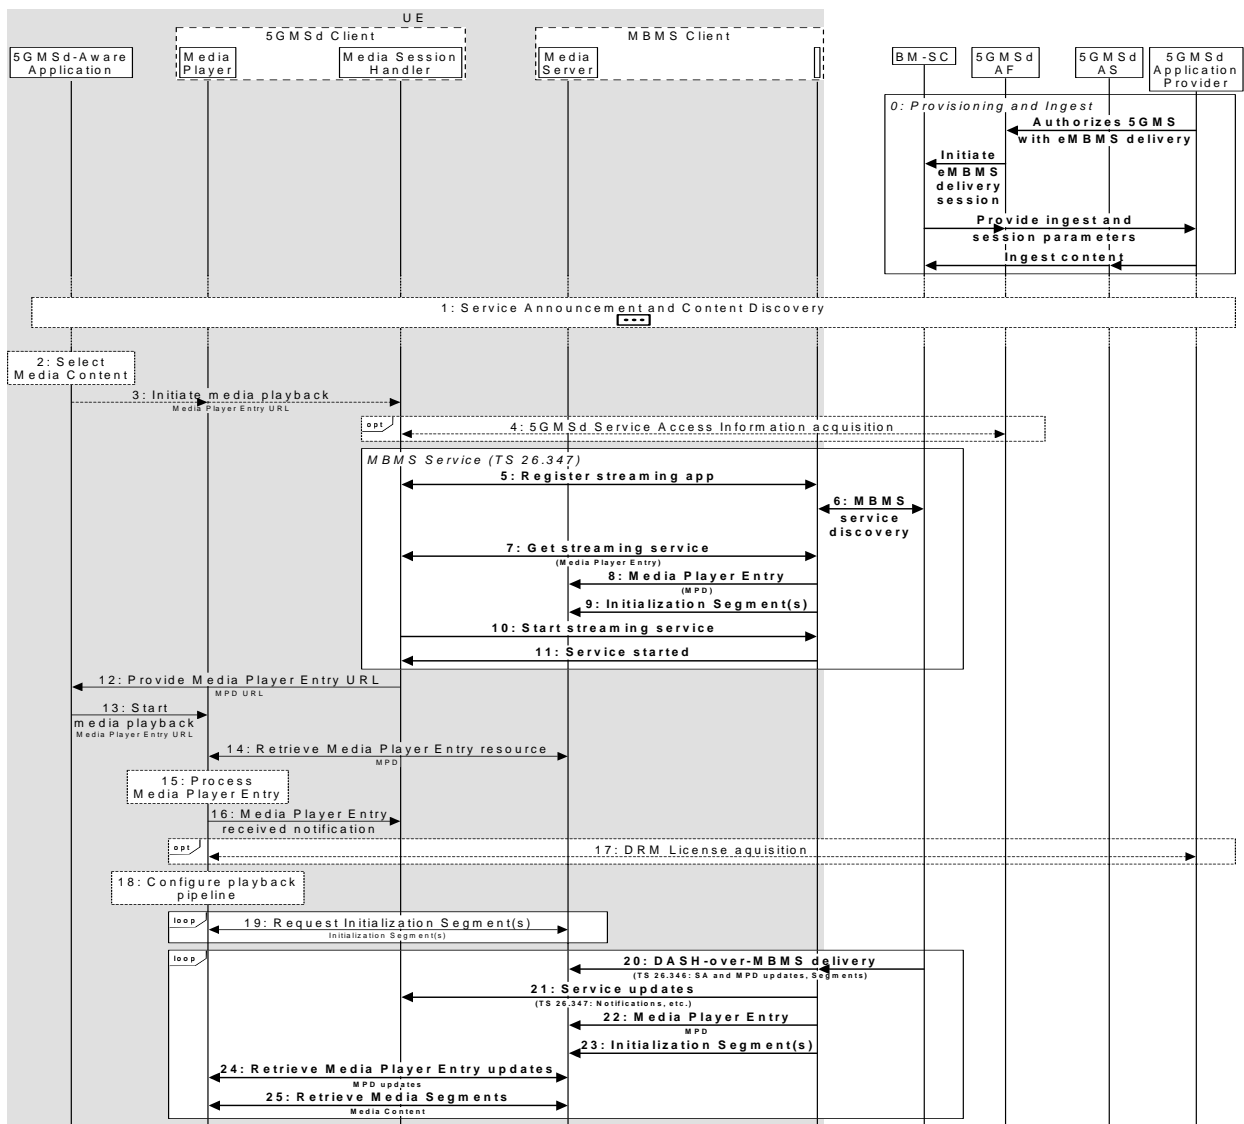 UE
5GMSd Client
MBMS Client
5GMSd-Aware
Application
Media
Player
Media Session
Handler
Media
Server
BM-SC
5GMSd
AF
5GMSd
AS
5GMSd
Application
Provider
0: Provisioning and Ingest
Authorizes 5GMS
with eMBMS delivery
Initiate
eMBMS
delivery
session
Provide ingest and
session parameters
Ingest content
1: Service Announcement and Content Discovery
2: Select
Media Content
3: Initiate media playback
Media Player Entry URL
opt
4: 5GMSd Service Access Information acquisition
MBMS Service (TS 26.347)
5: Register streaming app
6: MBMS
service
discovery
7: Get streaming service
(Media Player Entry)
8: Media Player Entry
(MPD)
9: Initialization Segment(s)
10: Start streaming service
11: Service started
12: Provide Media Player Entry URL
MPD URL
13: Start
media playback
Media Player Entry URL
14: Retrieve Media Player Entry resource
MPD
15: Process
Media Player Entry
16: Media Player Entry
received notification
opt
17: DRM License aquisition
18: Configure playback
pipeline
loop
19: Request Initialization Segment(s)
Initialization Segment(s)
loop
20: DASH-over-MBMS delivery
(TS 26.346: SA and MPD updates, Segments)
21: Service updates
(TS 26.347: Notifications, etc.)
22: Media Player Entry
MPD
23: Initialization Segment(s)
24: Retrieve Media Player Entry updates
MPD updates
25: Retrieve Media Segments
Media Content